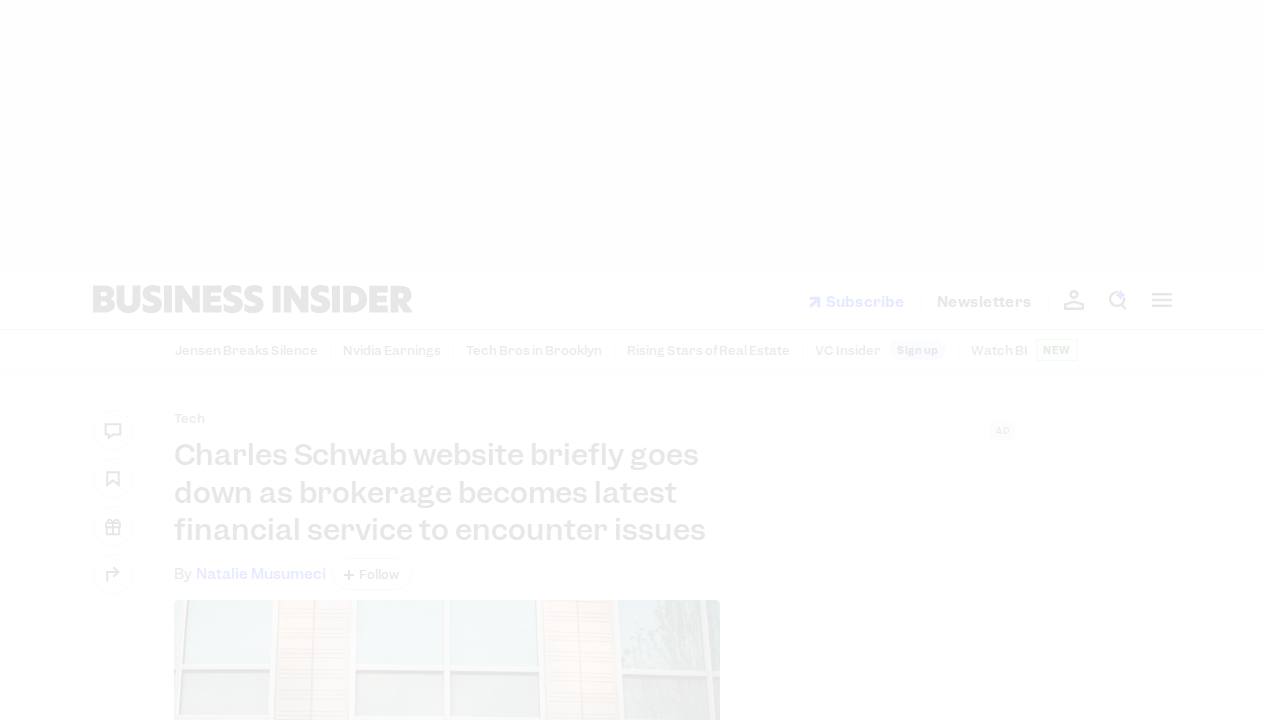 BUSINESS INSIDER
Subscribe
Newsletters
Jensen Breaks Silence
Nvidia Earnings
Tech Bros in Brooklyn
Rising Stars of Real Estate
VC Insider
Sign up
Watch BI
NEW
Tech
AD
Charles Schwab website briefly goes
down as brokerage becomes latest
financial service to encounter issues
By Natalie Musumeci
Follow